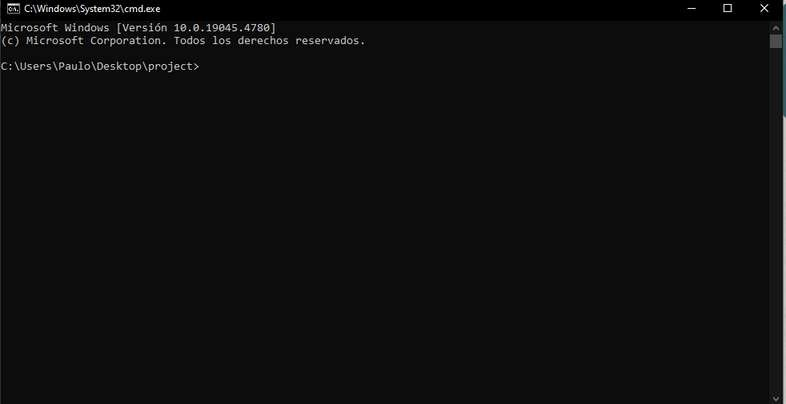 C:\Windows\System32\cmd.exe
Microsoft Windows [Versión 10.0.19045.4780]
(c) Microsoft Corporation. Todos los derechos reservados.
C:\Users\Paulo\Desktop\project>